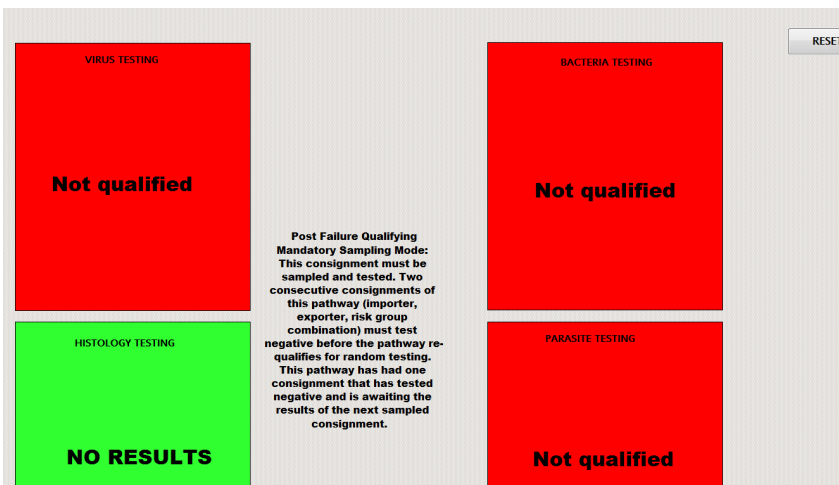 RESET
VIRUS TESTING
BACTERIA TESTING
Not qualified
Not qualified
Post Failure Qualifying
Mandatory Sampling Mode:
This consignment must be
sampled and tested. Two
consecutive consignments of
this pathway (importer,
exporter, risk group
combination) must test
negative before the pathway re-
qualifies for random testing.
This pathway has had one
consignment that has tested
negative and is awaiting the
results of the next sampled
consignment.
HISTOLOGY TESTING
PARASITE TESTING
NO RESULTS
Not qualified